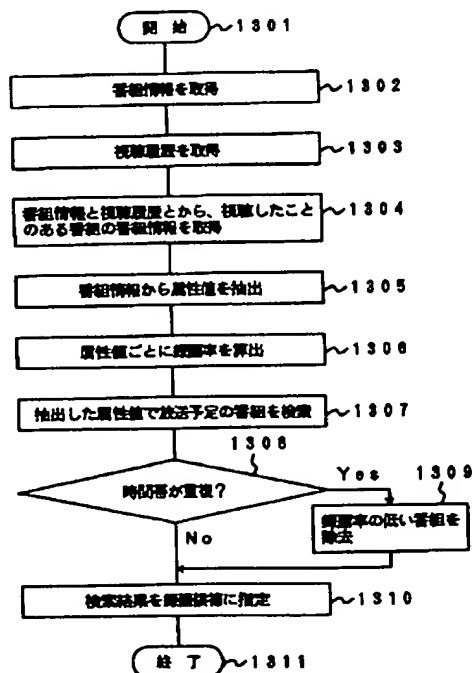 開始
1301
番組情報を取得
1302
視聴履歴を取得
1303
番組情報と視聴履歴とから、視聴したこと
のある番組の番組情報を取得
1304
番組情報から属性値を抽出
1305
属性値ごとに録画率を算出
1306
抽出した属性値で放送予定の番組を検索
1307
1308
時間帯が重複?
Yes
1309
録画率の低い番組を
除去
No
検索結果を録画候補に指定
1310
終了
1311